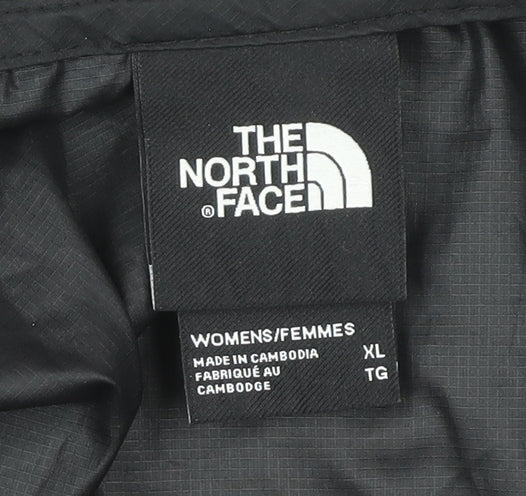 THE
NORTH
® FACE
WOMENS/FEMMES
MADE IN CAMBODIA XL
FABRIQUÉ AU TG
CAMBODGE